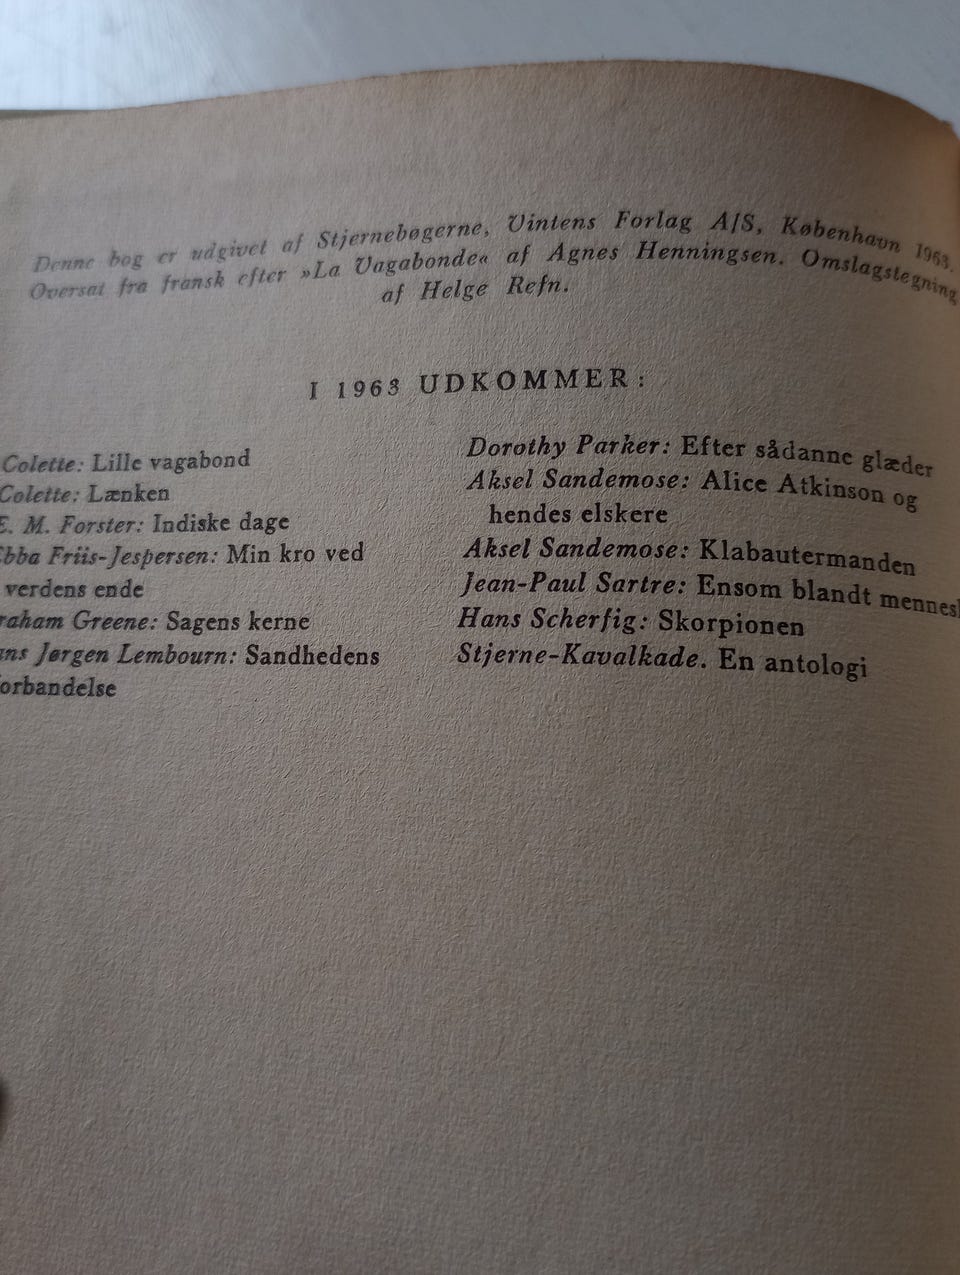 Denne bog er udgivet af Stjernebøgerne, Vintens Forlag A/S, København 1963.
Oversat fra fransk efter »La Vagabonde« af Agnes Henningsen. Omslagstegning
af Helge Refn.
I 1963 UDKOMMER:
Colette: Lille vagabond
Colette: Lænken
E. M. Forster: Indiske dage
Ebba Friis-Jespersen: Min kro ved
verdens ende
raham Greene: Sagens kerne
ans Jørgen Lembourn: Sandhedens
orbandelse
Dorothy Parker: Efter sådanne glæder
Aksel Sandemose: Alice Atkinson og
hendes elskere
Aksel Sandemose: Klabautermanden
Jean-Paul Sartre: Ensom blandt mennes
Hans Scherfig: Skorpionen
Stjerne-Kavalkade. En antologi